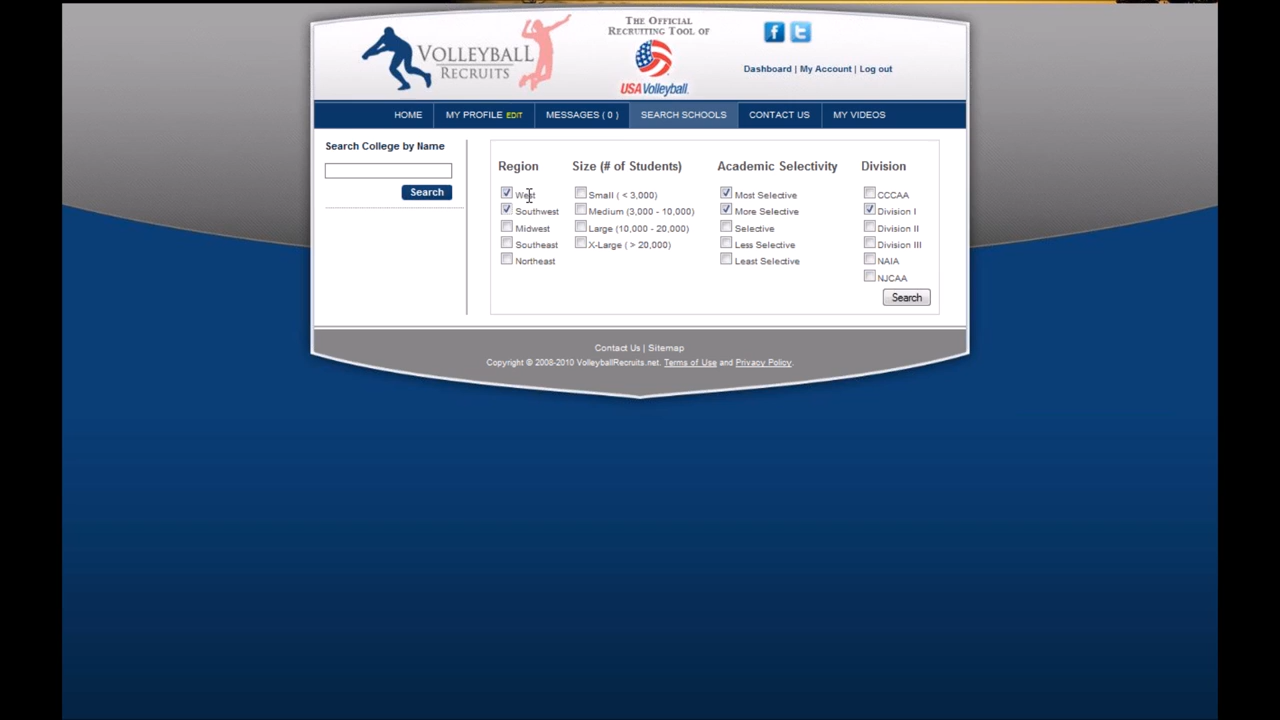 VOLLEYBALL
RECRUITS
THE OFFICIAL
RECRUITING TOOL OF
USA Volleyball.
f t
Dashboard | My Account | Log out
HOME MY PROFILE EDIT MESSAGES ( 0 ) SEARCH SCHOOLS CONTACT US MY VIDEOS
Search College by Name
Search
Region Size (# of Students) Academic Selectivity Division
West Small ( < 3,000) Most Selective CCCAA
Southwest Medium (3,000 - 10,000) More Selective Division I
Midwest Large (10,000 - 20,000) Selective Division II
Southeast X-Large ( > 20,000) Less Selective Division III
Northeast Least Selective NAIA
NJCAA
Search
Contact Us | Sitemap
Copyright © 2008-2010 VolleyballRecruits.net. Terms of Use and Privacy Policy.